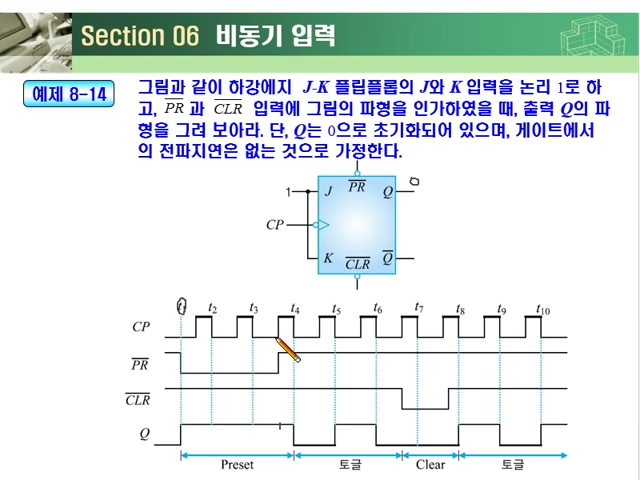 Section 06 비동기 입력
예제 8-14
그림과 같이 하강에지 J-K 플립플롭의 J와 K 입력을 논리 1로 하
고, PR 과 CLR 입력에 그림의 파형을 인가하였을 때, 출력 Q의 파
형을 그려 보아라. 단, Q는 0으로 초기화되어 있으며, 게이트에서
의 전파지연은 없는 것으로 가정한다.
1 J PR Q 0
CP
K CLR Q
t1 t2 t3 t4 t5 t6 t7 t8 t9 t10
CP
PR
CLR
Q
Preset 토글 Clear 토글